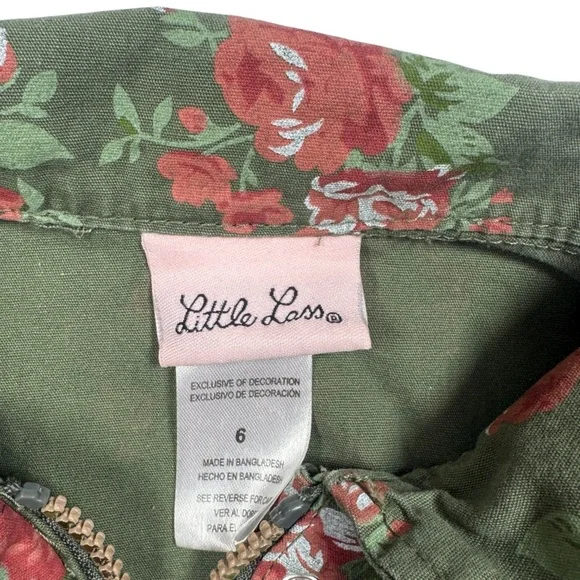 Little Lass®
EXCLUSIVE OF DECORATION
EXCLUSIVO DE DECORACIÓN
6
MADE IN BANGLADESH
HECHO EN BANGLADESH
SEE REVERSE FOR
VER AL
PARA EL